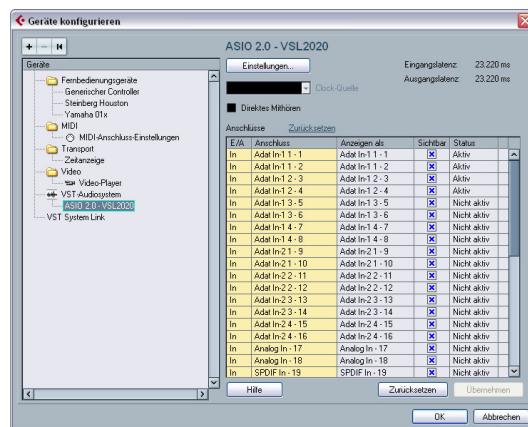 Geräte konfigurieren
Geräte
Fernbedienungsgeräte
Generischer Controller
Steinberg Houston
Yamaha 01x
MIDI
MIDI-Anschluss-Einstellungen
Transport
Zeitanzeige
Video
Video-Player
VST-Audiosystem
ASIO 2.0 - VSL2020
VST System Link
ASIO 2.0 - VSL2020
Einstellungen...
Eingangslatenz: 23.220 ms
Ausgangslatenz: 23.220 ms
Clock-Quelle
Direktes Mithören
Anschlüsse Zurücksetzen
E/A Anschluss Anzeigen als Sichtbar Status
In Adat In-1 1 - 1 Adat In-1 1 - 1 Aktiv
In Adat In-1 1 - 2 Adat In-1 1 - 2 Aktiv
In Adat In-1 2 - 3 Adat In-1 2 - 3 Aktiv
In Adat In-1 2 - 4 Adat In-1 2 - 4 Aktiv
In Adat In-1 3 - 5 Adat In-1 3 - 5 Nicht aktiv
In Adat In-1 3 - 6 Adat In-1 3 - 6 Nicht aktiv
In Adat In-1 4 - 7 Adat In-1 4 - 7 Nicht aktiv
In Adat In-1 4 - 8 Adat In-1 4 - 8 Nicht aktiv
In Adat In-2 1 - 9 Adat In-2 1 - 9 Nicht aktiv
In Adat In-2 1 - 10 Adat In-2 1 - 10 Nicht aktiv
In Adat In-2 2 - 11 Adat In-2 2 - 11 Nicht aktiv
In Adat In-2 2 - 12 Adat In-2 2 - 12 Nicht aktiv
In Adat In-2 3 - 13 Adat In-2 3 - 13 Nicht aktiv
In Adat In-2 3 - 14 Adat In-2 3 - 14 Nicht aktiv
In Adat In-2 4 - 15 Adat In-2 4 - 15 Nicht aktiv
In Adat In-2 4 - 16 Adat In-2 4 - 16 Nicht aktiv
In Analog In - 17 Analog In - 17 Nicht aktiv
In Analog In - 18 Analog In - 18 Nicht aktiv
In SPDIF In - 19 SPDIF In - 19 Nicht aktiv
Hilfe Zurücksetzen Übernehmen
OK Abbrechen